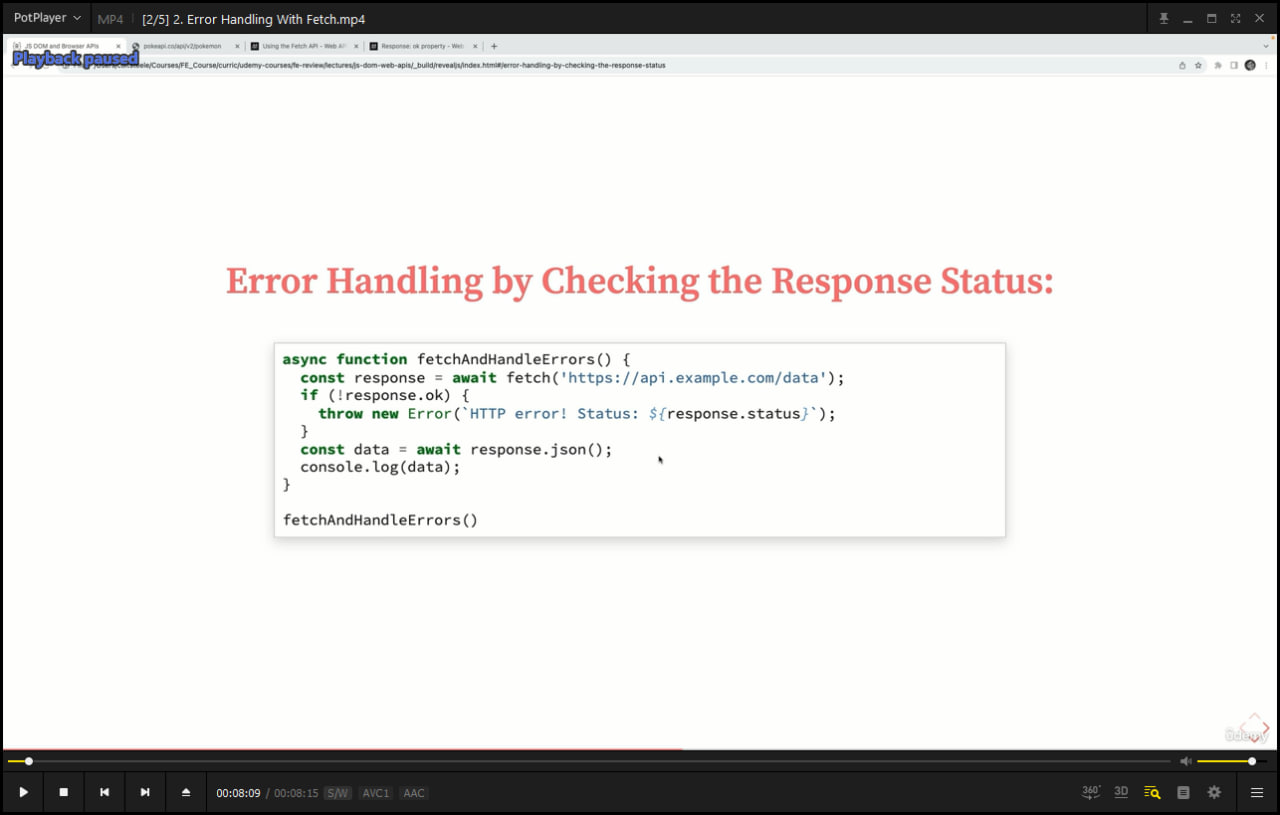 PotPlayer MP4 [2/5] 2. Error Handling With Fetch.mp4
JS DOM and Browser APIs pokeapi.co/api/v2/pokemon Using the Fetch API - Web AP Response: ok property - Web
Playback paused
/Courses/FE_Course/curric/udemy-courses/fe-review/lectures/js-dom-web-apis/_build/revealjs/index.html#/error-handling-by-checking-the-response-status
Error Handling by Checking the Response Status:
async function fetchAndHandleErrors() {
const response = await fetch('https://api.example.com/data');
if (!response.ok) {
throw new Error(`HTTP error! Status: ${response.status}`);
}
const data = await response.json();
console.log(data);
}
fetchAndHandleErrors()
udemy
00:08:09 / 00:08:15 S/W AVC1 AAC 360° 3D